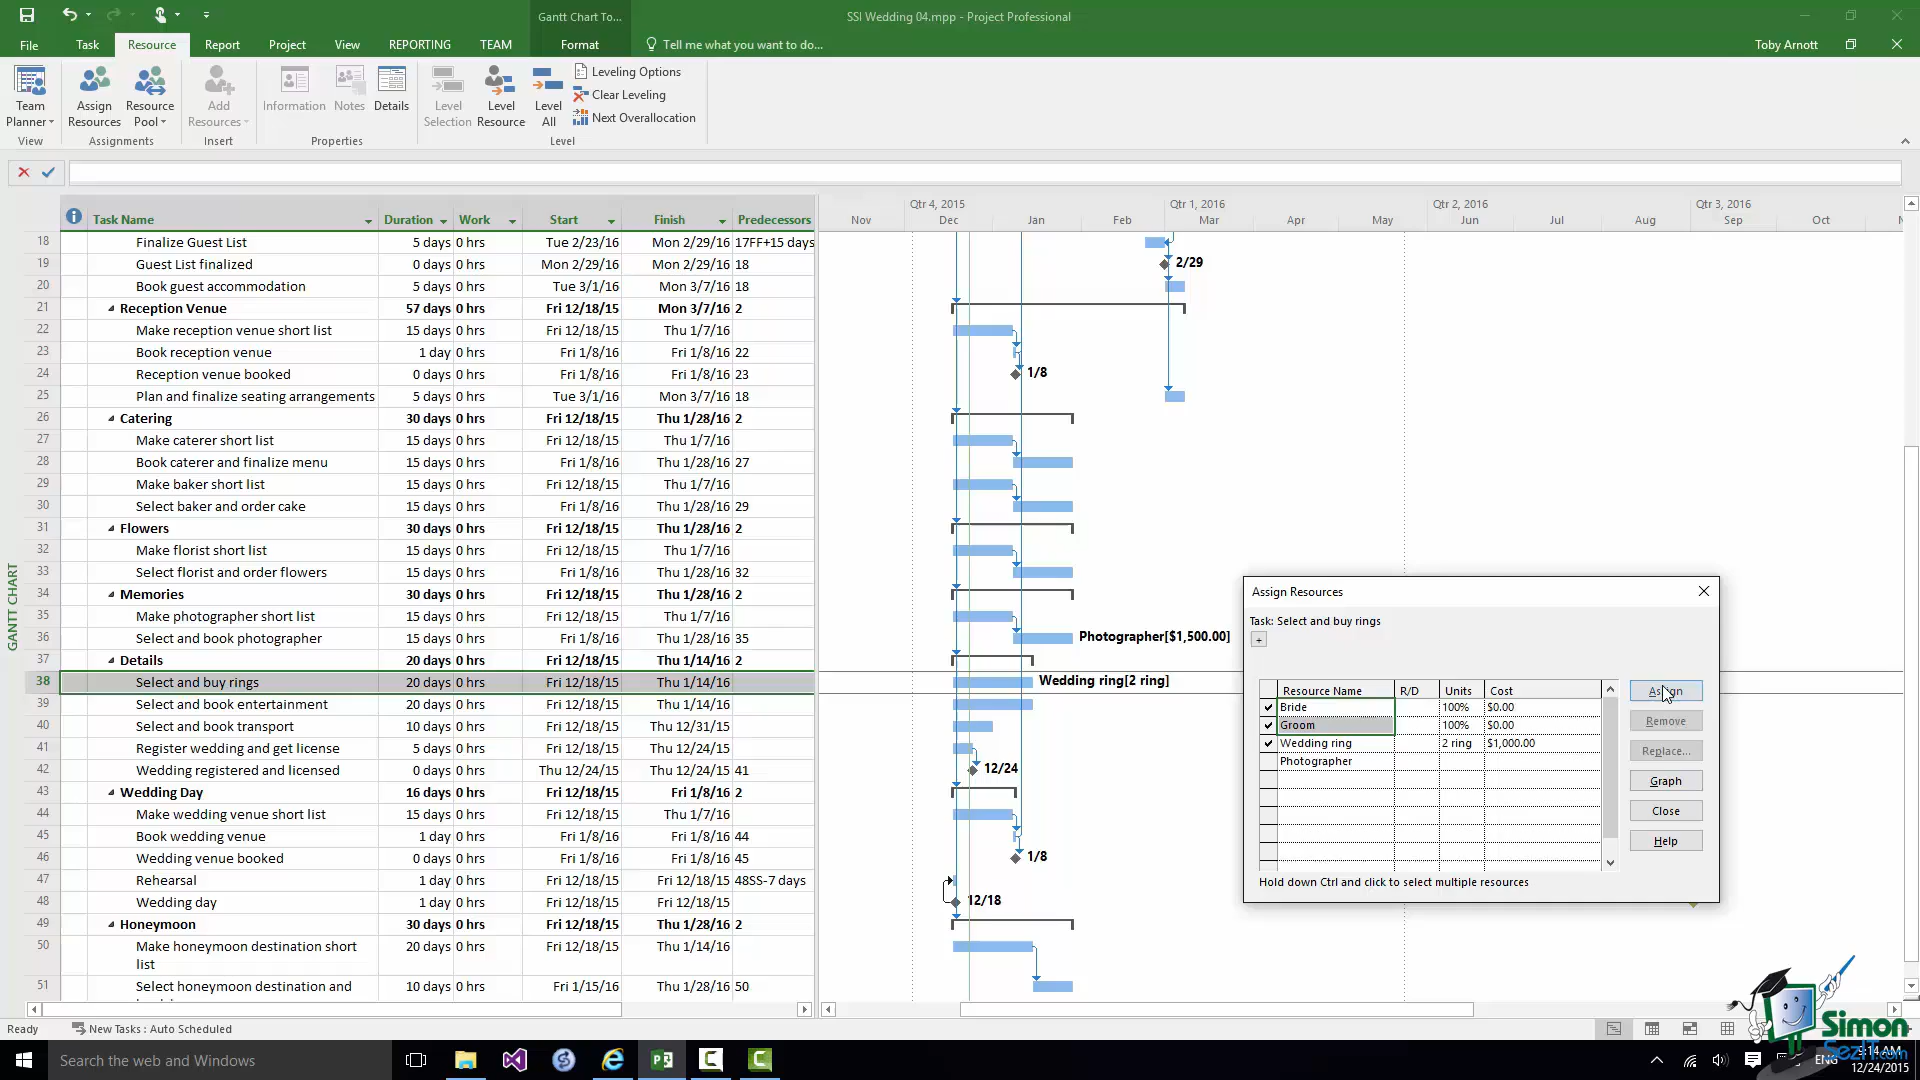 Gantt Chart To...
SSI Wedding 04.mpp - Project Professional
File Task Resource Report Project View REPORTING TEAM Format Tell me what you want to do... Toby Arnott
Team Planner
Assign Resources
Resource Pool
Add Resources
Information
Notes
Details
Level Selection
Level Resource
Level All
Leveling Options
Clear Leveling
Next Overallocation
View Assignments Insert Properties Level
Task Name Duration Work Start Finish Predecessors
Qtr 4, 2015 Qtr 1, 2016 Qtr 2, 2016 Qtr 3, 2016
Nov Dec Jan Feb Mar Apr May Jun Jul Aug Sep Oct
18 Finalize Guest List 5 days 0 hrs Tue 2/23/16 Mon 2/29/16 17FF+15 days
19 Guest List finalized 0 days 0 hrs Mon 2/29/16 Mon 2/29/16 18 2/29
20 Book guest accommodation 5 days 0 hrs Tue 3/1/16 Mon 3/7/16 18
21 Reception Venue 57 days 0 hrs Fri 12/18/15 Mon 3/7/16 2
22 Make reception venue short list 15 days 0 hrs Fri 12/18/15 Thu 1/7/16
23 Book reception venue 1 day 0 hrs Fri 1/8/16 Fri 1/8/16 22
24 Reception venue booked 0 days 0 hrs Fri 1/8/16 Fri 1/8/16 23 1/8
25 Plan and finalize seating arrangements 5 days 0 hrs Tue 3/1/16 Mon 3/7/16 18
26 Catering 30 days 0 hrs Fri 12/18/15 Thu 1/28/16 2
27 Make caterer short list 15 days 0 hrs Fri 12/18/15 Thu 1/7/16
28 Book caterer and finalize menu 15 days 0 hrs Fri 1/8/16 Thu 1/28/16 27
29 Make baker short list 15 days 0 hrs Fri 12/18/15 Thu 1/7/16
30 Select baker and order cake 15 days 0 hrs Fri 1/8/16 Thu 1/28/16 29
31 Flowers 30 days 0 hrs Fri 12/18/15 Thu 1/28/16 2
32 Make florist short list 15 days 0 hrs Fri 12/18/15 Thu 1/7/16
33 Select florist and order flowers 15 days 0 hrs Fri 1/8/16 Thu 1/28/16 32
34 Memories 30 days 0 hrs Fri 12/18/15 Thu 1/28/16 2
35 Make photographer short list 15 days 0 hrs Fri 12/18/15 Thu 1/7/16
36 Select and book photographer 15 days 0 hrs Fri 1/8/16 Thu 1/28/16 35 Photographer[$1,500.00]
37 Details 20 days 0 hrs Fri 12/18/15 Thu 1/14/16 2
38 Select and buy rings 20 days 0 hrs Fri 12/18/15 Thu 1/14/16 Wedding ring[2 ring]
39 Select and book entertainment 20 days 0 hrs Fri 12/18/15 Thu 1/14/16
40 Select and book transport 10 days 0 hrs Fri 12/18/15 Thu 12/31/15
41 Register wedding and get license 5 days 0 hrs Fri 12/18/15 Thu 12/24/15
42 Wedding registered and licensed 0 days 0 hrs Thu 12/24/15 Thu 12/24/15 41 12/24
43 Wedding Day 16 days 0 hrs Fri 12/18/15 Fri 1/8/16 2
44 Make wedding venue short list 15 days 0 hrs Fri 12/18/15 Thu 1/7/16
45 Book wedding venue 1 day 0 hrs Fri 1/8/16 Fri 1/8/16 44
46 Wedding venue booked 0 days 0 hrs Fri 1/8/16 Fri 1/8/16 45 1/8
47 Rehearsal 1 day 0 hrs Fri 12/18/15 Fri 12/18/15 48SS-7 days
48 Wedding day 1 day 0 hrs Fri 12/18/15 Fri 12/18/15 12/18
49 Honeymoon 30 days 0 hrs Fri 12/18/15 Thu 1/28/16 2
50 Make honeymoon destination short 20 days 0 hrs Fri 12/18/15 Thu 1/14/16
list
51 Select honeymoon destination and 10 days 0 hrs Fri 1/15/16 Thu 1/28/16 50
GANTT CHART
Assign Resources
Task: Select and buy rings
Resource Name R/D Units Cost
Bride 100% $0.00
Groom 100% $0.00
Wedding ring 2 ring $1,000.00
Photographer
Assign
Remove
Replace...
Graph
Close
Help
Hold down Ctrl and click to select multiple resources
Ready New Tasks : Auto Scheduled
Search the web and Windows
ENG
12/24/2015
Simon
SezIT.com